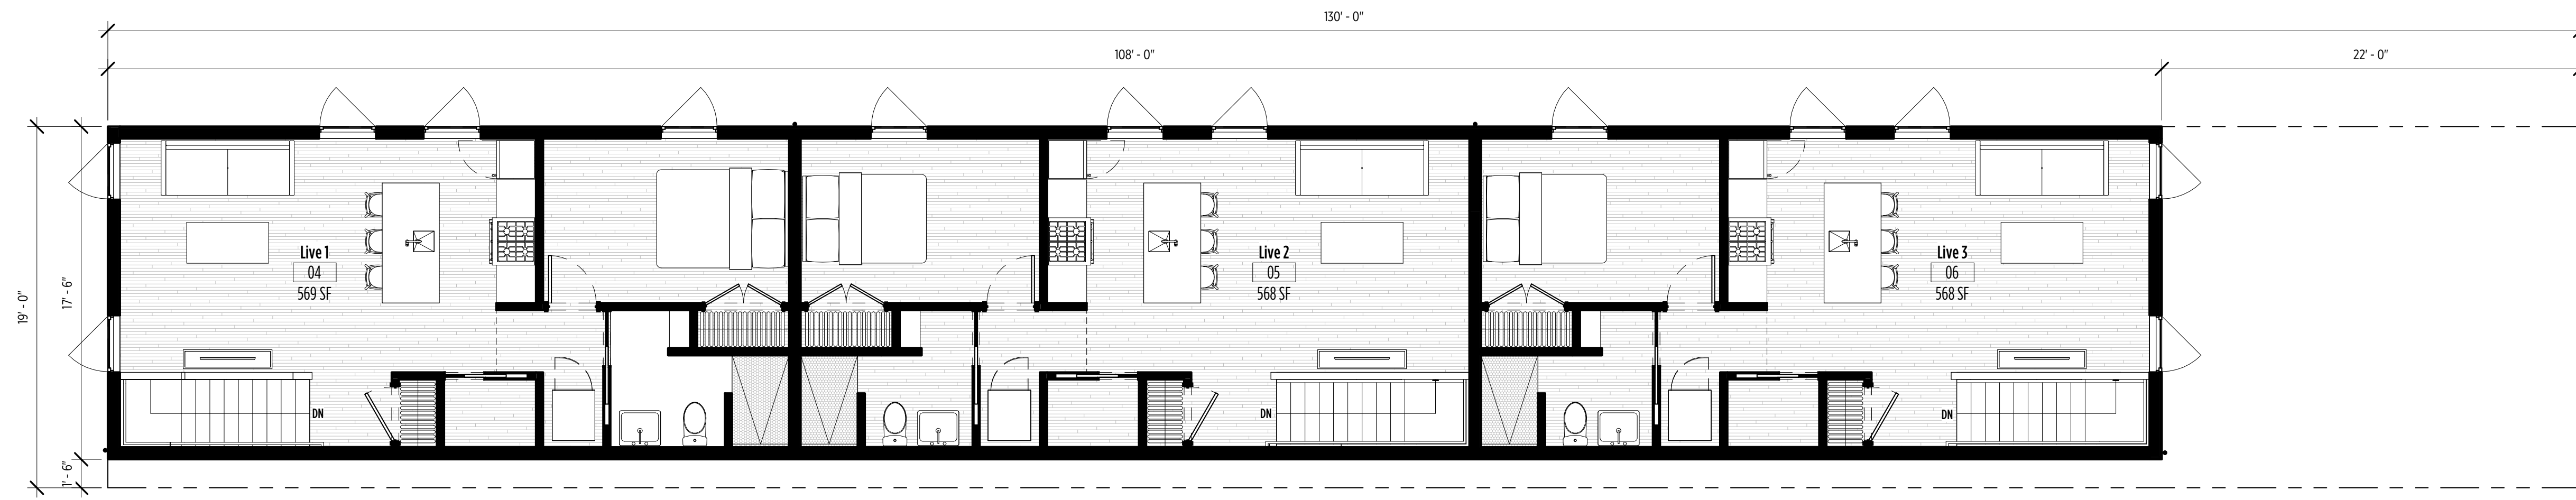 130' - 0"
108' - 0"
22' - 0"
19' - 0"
17' - 6"
1' - 6"
Live 1
04
569 SF
DN
Live 2
05
568 SF
DN
Live 3
06
568 SF
DN